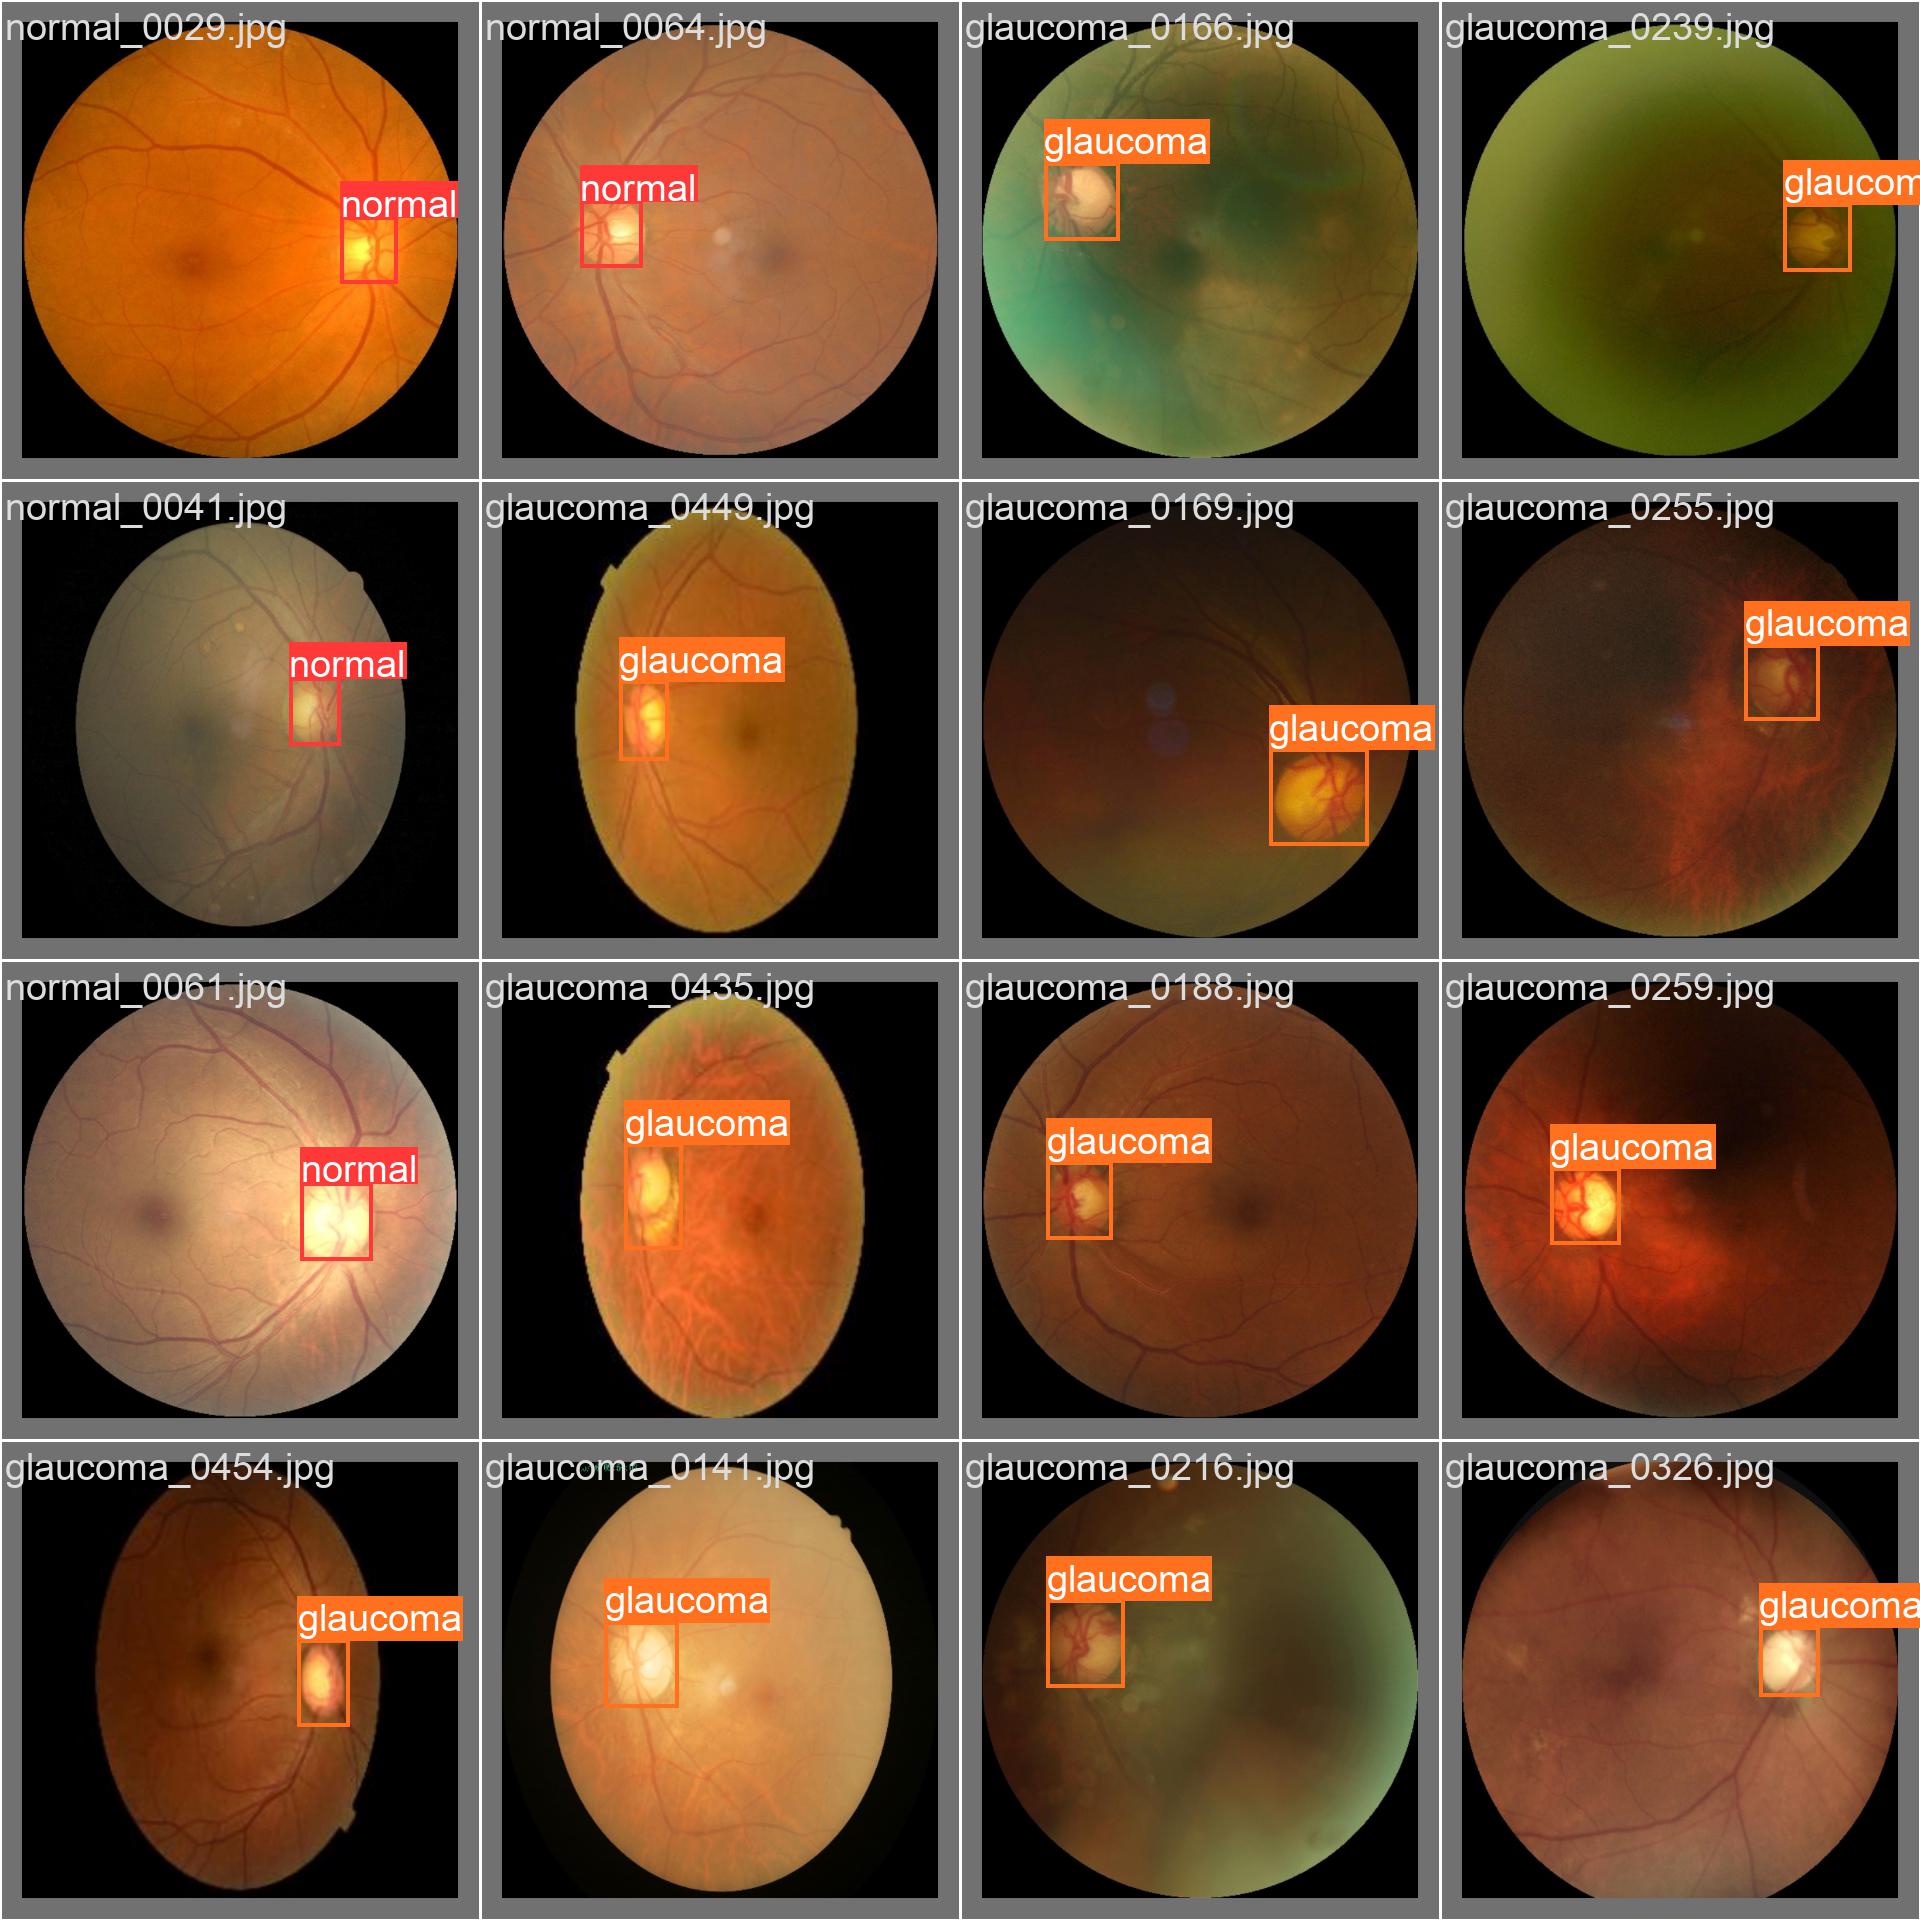 normal_0029.jpg
normal
normal_0064.jpg
normal
glaucoma_0166.jpg
glaucoma
glaucoma_0239.jpg
glaucom
normal_0041.jpg
normal
glaucoma_0449.jpg
glaucoma
glaucoma_0169.jpg
glaucoma
glaucoma_0255.jpg
glaucoma
normal_0061.jpg
normal
glaucoma_0435.jpg
glaucoma
glaucoma_0188.jpg
glaucoma
glaucoma_0259.jpg
glaucoma
glaucoma_0454.jpg
glaucoma
glaucoma_0141.jpg
glaucoma
glaucoma_0216.jpg
glaucoma
glaucoma_0326.jpg
glaucoma